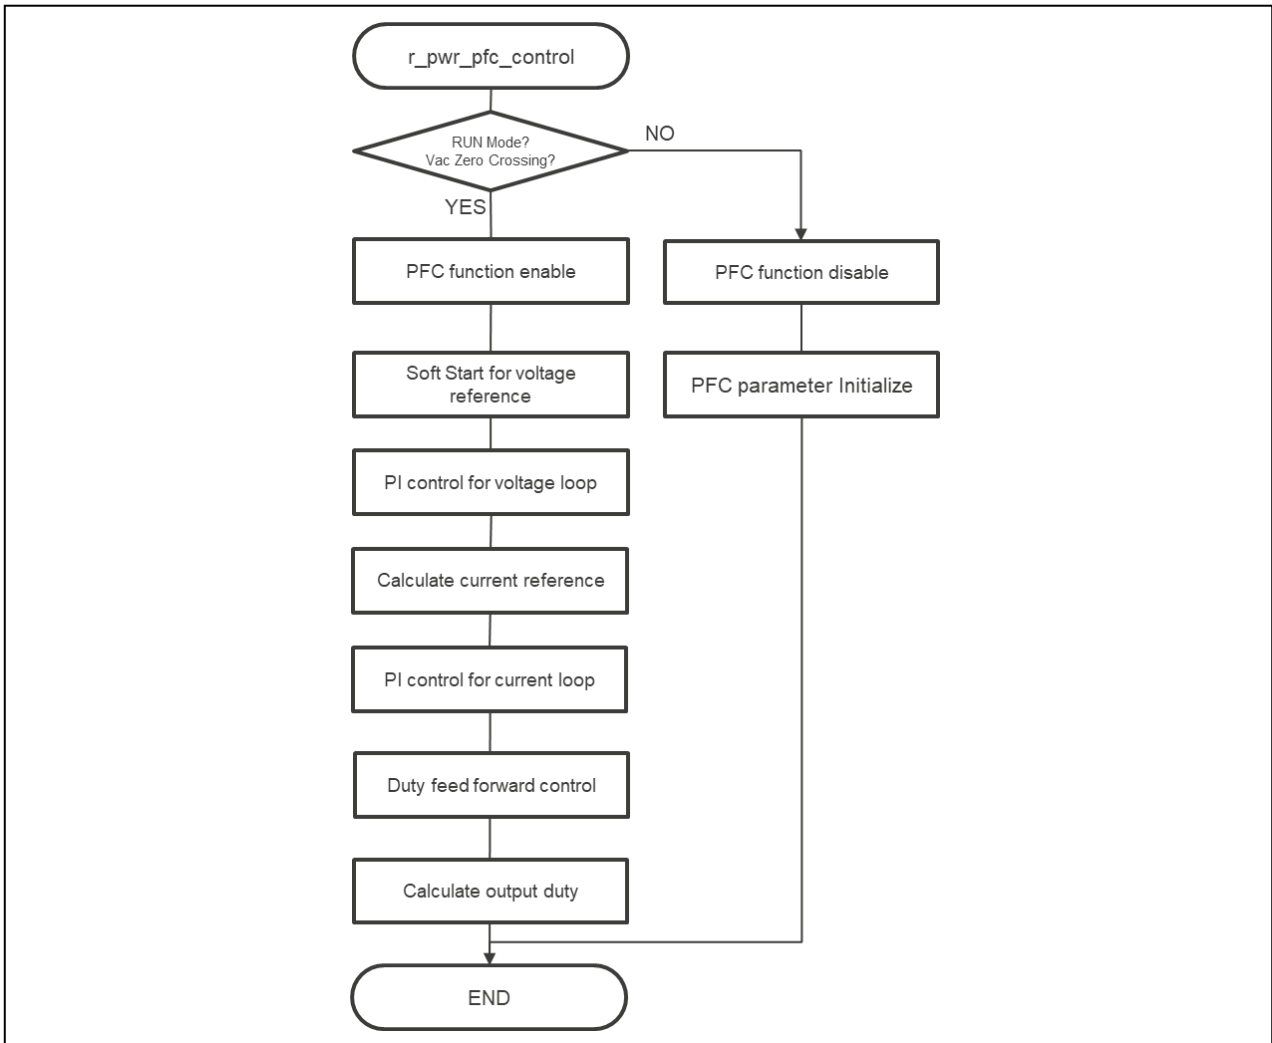 r_pwr_pfc_control
RUN Mode?
Vac Zero Crossing?
NO
YES
PFC function enable
PFC function disable
Soft Start for voltage
reference
PFC parameter Initialize
PI control for voltage loop
Calculate current reference
PI control for current loop
Duty feed forward control
Calculate output duty
END